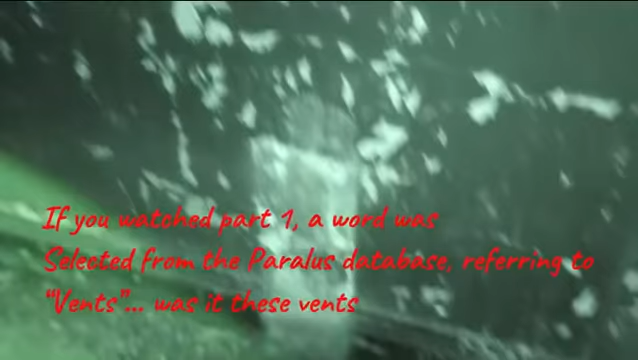 If you watched part 1, a word was
Selected from the Paralus database, referring to
"Vents"... was it these vents